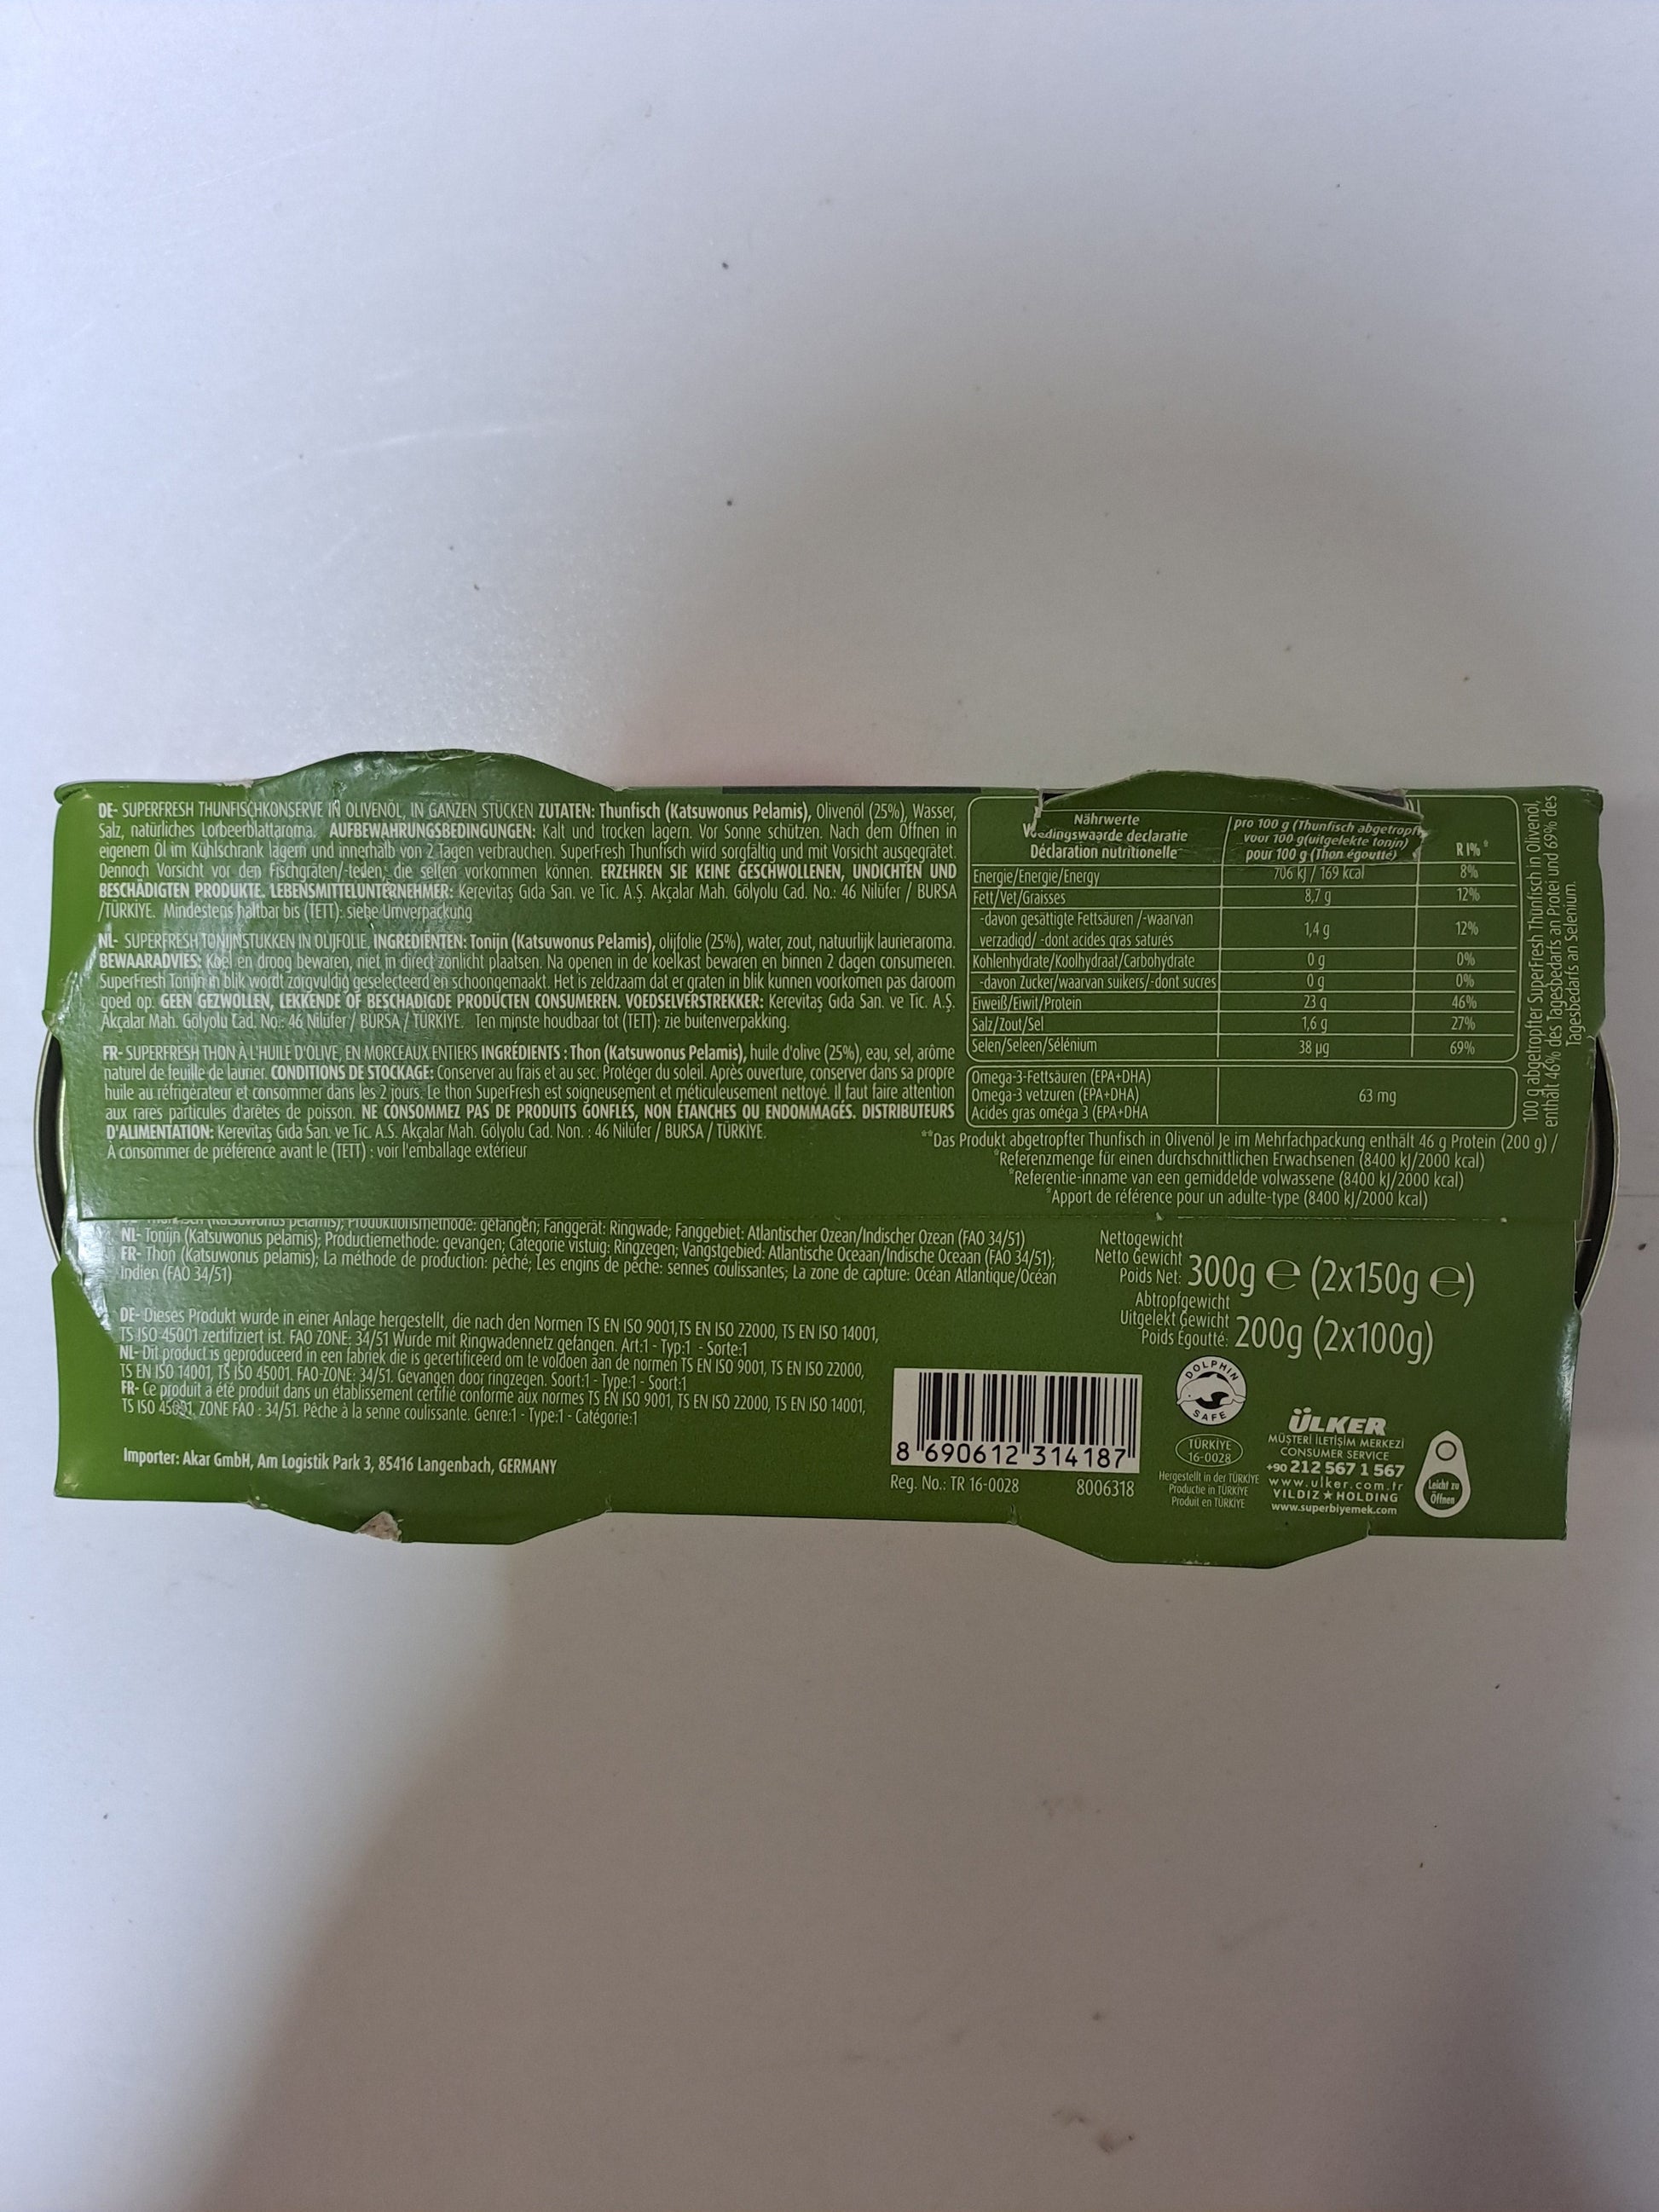 DE- SUPERFRESH THUNFISCHKONSERVE IN OLIVENÖL, IN GANZEN STÜCKEN ZUTATEN: Thunfisch (Katsuwonus Pelamis), Olivenöl (25%), Wasser,
Salz, natürliches Lorbeerblattaroma. AUFBEWAHRUNGSBEDINGUNGEN: Kalt und trocken lagern. Vor Sonne schützen. Nach dem Öffnen in
eigenem Öl im Kühlschrank lagern und innerhalb von 2 Tagen verbrauchen. SuperFresh Thunfisch wird sorgfältig und mit Vorsicht ausgegrätet.
Dennoch Vorsicht vor den Fischgräten/-teden; die selten vorkommen können. ERZEHREN SIE KEINE GESCHWOLLENEN, UNDICHTEN UND
BESCHÄDIGTEN PRODUKTE. LEBENSMITTELUNTERNEHMER: Kerevitaş Gıda San. ve Tic. A.Ş. Akçalar Mah. Gölyolu Cad. No.: 46 Nilüfer / BURSA
/TÜRKİYE. Mindestens haltbar bis (TETT): siehe Umverpackung
NL- SUPERFRESH TONIJNSTUKKEN IN OLIJFOLIE, INGREDIËNTEN: Tonijn (Katsuwonus Pelamis), olijfolie (25%), water, zout, natuurlijk laurieraroma.
BEWAARADVIES: Koel en droog bewaren, niet in direct zonlicht plaatsen. Na openen in de koelkast bewaren en binnen 2 dagen consumeren.
SuperFresh Tonijn in blik wordt zorgvuldig geselecteerd en schoongemaakt. Het is zeldzaam dat er graten in blik kunnen voorkomen pas daroom
goed op. GEEN GEZWOLLEN, LEKKENDE OF BESCHADIGDE PRODUCTEN CONSUMEREN. VOEDSELVERSTREKKER: Kerevitaş Gıda San. ve Tic. A.Ş.
Akçalar Mah. Gölyolu Cad. No.: 46 Nilüfer / BURSA / TÜRKİYE. Ten minste houdbaar tot (TETT): zie buitenverpakking.
FR- SUPERFRESH THON À L'HUILE D'OLIVE, EN MORCEAUX ENTIERS INGRÉDIENTS : Thon (Katsuwonus Pelamis), huile d'olive (25%), eau, sel, arôme
naturel de feuille de laurier. CONDITIONS DE STOCKAGE: Conserver au frais et au sec. Protéger du soleil. Après ouverture, conserver dans sa propre
huile au réfrigérateur et consommer dans les 2 jours. Le thon SuperFresh est soigneusement et méticuleusement nettoyé. Il faut faire attention
aux rares particules d'arêtes de poisson. NE CONSOMMEZ PAS DE PRODUITS GONFLÉS, NON ÉTANCHES OU ENDOMMAGÉS. DISTRIBUTEURS
D'ALIMENTATION: Kerevitaş Gıda San. ve Tic. A.S. Akçalar Mah. Gölyolu Cad. Non. : 46 Nilüfer / BURSA / TÜRKİYE.
À consommer de préférence avant le (TETT) : voir l'emballage extérieur
Nährwerte
declaratie
Déclaration nutritionelle
pro 100 g (Thunfisch abgetropft
voor 100 g(uitgelekte tonjn)
pour 100 g (Thon égoutté)
R I% *
Energie/Energie/Energy 706 kJ / 169 kcal 8%
Fett/Vet/Graisses 8,7 g 12%
-davon gesättigte Fettsäuren /-waarvan
verzadigd/ -dont acides gras saturés 1,4 g 12%
Kohlenhydrate/Koolhydraat/Carbohydrate 0 g 0%
-davon Zucker/waarvan suikers/-dont sucres 0 g 0%
Eiweiß/Eiwit/Protein 23 g 46%
Salz/Zout/Sel 1,6 g 27%
Selen/Seleen/Sélénium 38 µg 69%
Omega-3-Fettsäuren (EPA+DHA)
Omega-3 vetzuren (EPA+DHA) 63 mg
Acides gras oméga 3 (EPA+DHA
100 g abgetropfter SuperFresh Thunfisch in Olivenöl,
enthält 46% des Tagesbedarfs an Protei und 69% des
Tagesbedarfs an Selenium.
**Das Produkt abgetropfter Thunfisch in Olivenöl Je im Mehrfachpackung enthält 46 g Protein (200 g) /
*Referenzmenge für einen durchschnittlichen Erwachsenen (8400 kJ/2000 kcal)
*Referentie-inname van een gemiddelde volwassene (8400 kJ/2000 kcal)
*Apport de référence pour un adulte-type (8400 kJ/2000 kcal)
pelamis); Produktionsmethode: gefangen; Fanggerät: Ringwade; Fanggebiet: Atlantischer Ozean/Indischer Ozean (FAO 34/51)
NL- Tonijn (Katsuwonus pelamis); Productiemethode: gevangen; Categorie vistuig: Ringzegen; Vangstgebied: Atlantische Oceaan/Indische Oceaan (FAO 34/51);
FR- Thon (Katsuwonus pelamis); La méthode de production: pêché; Les engins de pêche: sennes coulissantes; La zone de capture: Océan Atlantique/Océan
Indien (FAO 34/51)
DE- Dieses Produkt wurde in einer Anlage hergestellt, die nach den Normen TS EN ISO 9001,TS EN ISO 22000, TS EN ISO 14001,
TS ISO 45001 zertifiziert ist. FAO ZONE: 34/51 Wurde mit Ringwadennetz gefangen. Art:1 - Typ:1 - Sorte:1
NL- Dit product is geproduceerd in een fabriek die is gecertificeerd om te voldoen aan de normen TS EN ISO 9001, TS EN ISO 22000,
TS EN ISO 14001, TS ISO 45001. FAO-ZONE: 34/51. Gevangen door ringzegen. Soort:1 - Type:1 - Soort:1
FR- Ce produit a été produit dans un établissement certifié conforme aux normes TS EN ISO 9001, TS EN ISO 22000, TS EN ISO 14001,
TS ISO 45001, ZONE FAO : 34/51. Pêche à la senne coulissante. Genre:1 - Type:1 - Catégorie:1
Importer: Akar GmbH, Am Logistik Park 3, 85416 Langenbach, GERMANY
Nettogewicht
Netto Gewicht
Poids Net: 300g e (2x150g e)
Abtropfgewicht
Uitgelekt Gewicht
Poids Égoutté: 200g (2x100g)
8 690612 314187
Reg. No.: TR 16-0028 8006318
DOLPHIN
SAFE
TÜRKİYE
16-0028
Hergestellt in der TÜRKİYE
Productie in TÜRKİYE
Produit en TÜRKİYE
ÜLKER
MÜŞTERİ İLETİŞİM MERKEZİ
CONSUMER SERVICE
+90 212 567 1 567
www.ulker.com.tr
YILDIZ★HOLDING
www.superbiyemek.com
Leicht zu
Öffnen